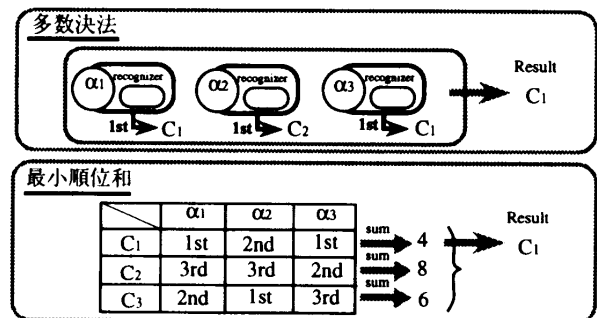 多数決法
α1 recognizer α2 recognizer α3 recognizer
1st C1 1st C2 1st C1
Result
C1
最小順位和
α1 α2 α3
C1 1st 2nd 1st sum 4
C2 3rd 3rd 2nd sum 8
C3 2nd 1st 3rd sum 6
Result
C1